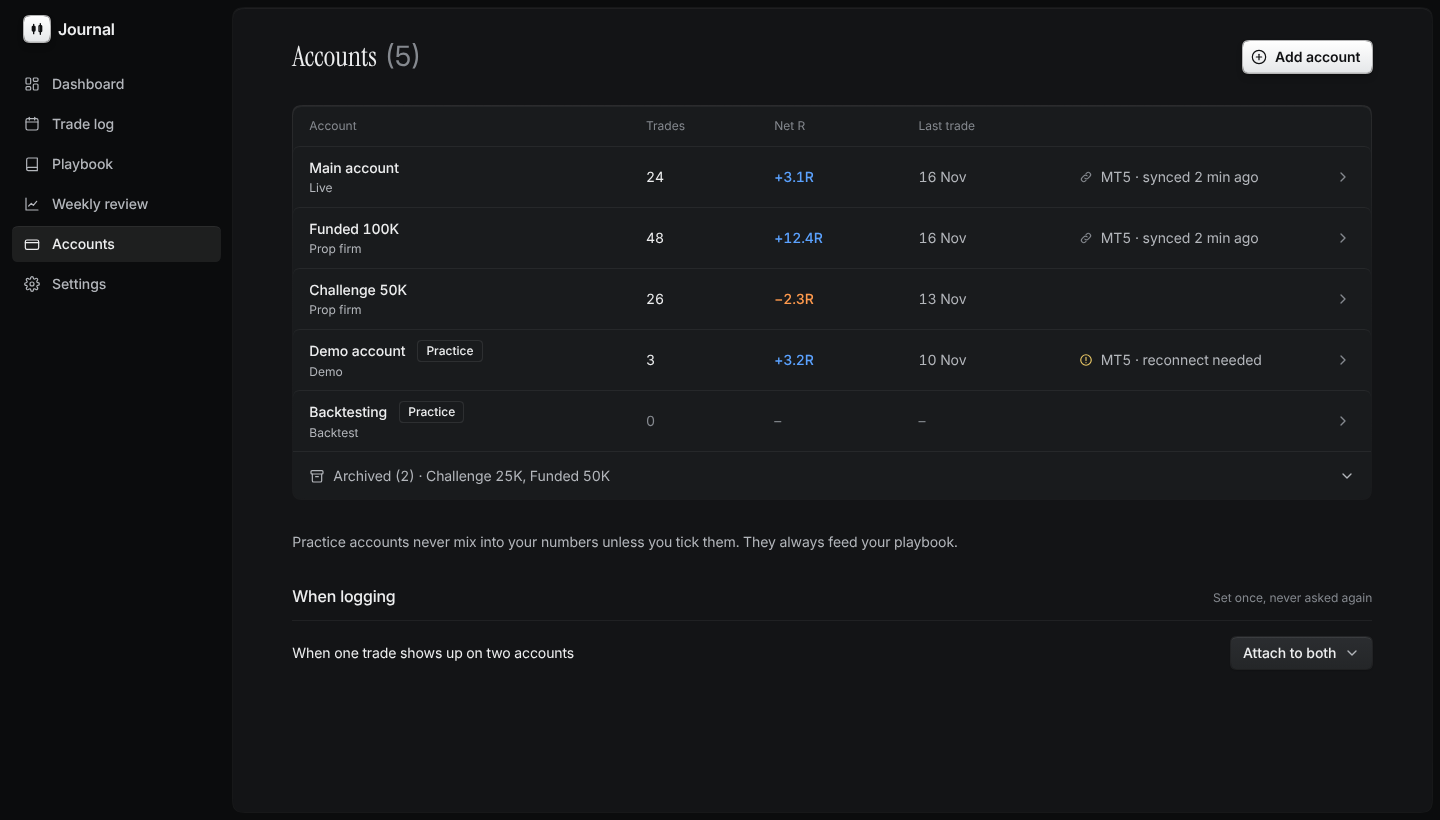 Journal
Dashboard
Trade log
Playbook
Weekly review
Accounts
Settings
Accounts (5)
Add account
Account Trades Net R Last trade
Main account
Live
24 +3.1R 16 Nov MT5 · synced 2 min ago
Funded 100K
Prop firm
48 +12.4R 16 Nov MT5 · synced 2 min ago
Challenge 50K
Prop firm
26 −2.3R 13 Nov
Demo account Practice
Demo
3 +3.2R 10 Nov MT5 · reconnect needed
Backtesting Practice
Backtest
0 – –
Archived (2) · Challenge 25K, Funded 50K
Practice accounts never mix into your numbers unless you tick them. They always feed your playbook.
When logging
Set once, never asked again
When one trade shows up on two accounts
Attach to both